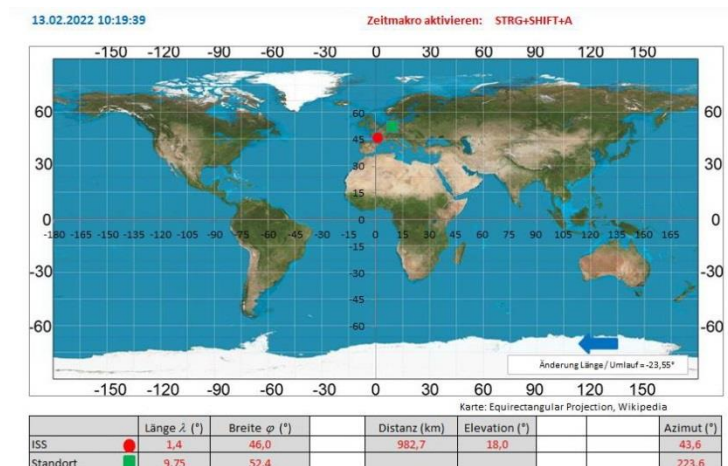 13.02.2022 10:19:39 Zeitmakro aktivieren: STRG+SHIFT+A
-150 -120 -90 -60 -30 0 30 60 90 120 150
60 60 60
45
30 30 30
15
0 0 0
-180 -165 -150 -135 -120 -105 -90 -75 -60 -45 -30 -15 0 15 30 45 60 75 90 105 120 135 150 165
-15
-30 -30 -30
-45
-60 -60 -60
Änderung Länge / Umlauf = -23,55°
-150 -120 -90 -60 -30 0 30 60 90 120 150
Karte: Equirectangular Projection, Wikipedia
Länge λ (°) Breite φ (°) Distanz (km) Elevation (°) Azimut (°)
ISS 1,4 46,0 982,7 18,0 43,6
Standort 9,75 52,4 223,6